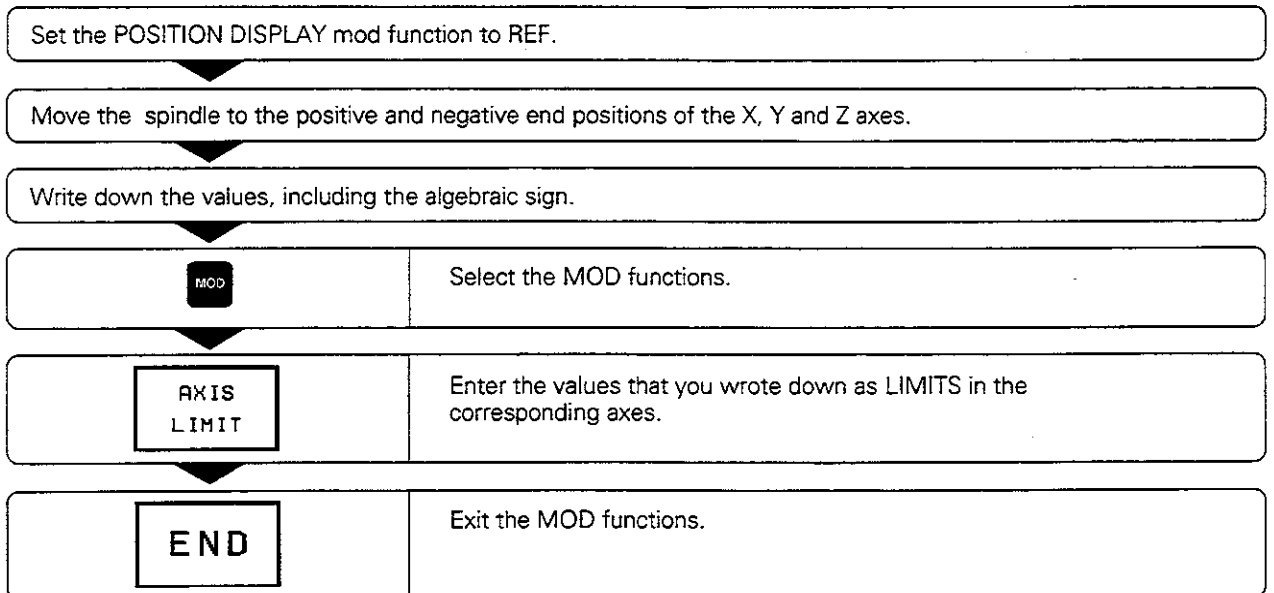 Set the POSITION DISPLAY mod function to REF.
Move the spindle to the positive and negative end positions of the X, Y and Z axes.
Write down the values, including the algebraic sign.
MOD
Select the MOD functions.
AXIS
LIMIT
Enter the values that you wrote down as LIMITS in the
corresponding axes.
END
Exit the MOD functions.